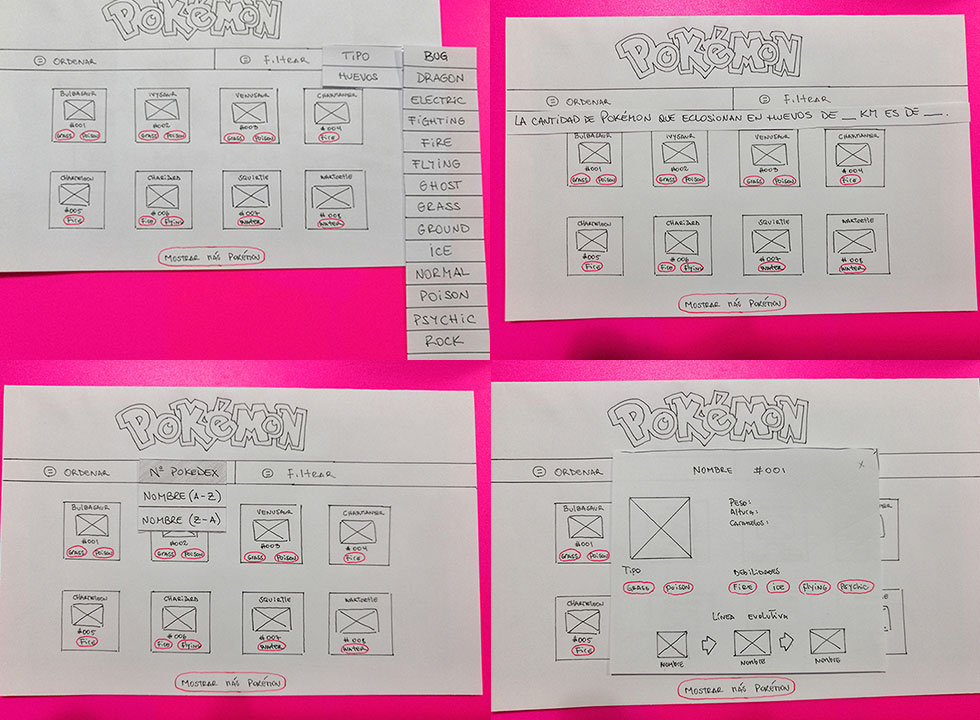 POKÉMON
ORDENAR
FiLTRAR
TIPO
HUEVOS
BUG
DRAGON
ELECTRIC
FIGHTING
FiRE
FLYING
GHOST
GRASS
GROUND
iCE
NORMAL
POISON
PSYCHIC
ROCK
BULBASAUR IVYSAUR VENUSAUR CHARMANDER
#001 #002 #003 #004
GRASS POISON GRASS POISON GRASS POISON FiRE
CHARMELEON CHARIZARD SQUIRTLE WARTORTLE
#005 #006 #007 #008
FiRE FiRE FLYING WATER WATER
MOSTRAR MÁS POKÉMON
POKÉMON
ORDENAR
FiLTRAR
LA CANTIDAD DE POKÉMON QUE ECLOSIONAN EN HUEVOS DE __ KM ES DE __.
BULBASAUR IVYSAUR VENUSAUR CHARMANDER
#001 #002 #003 #004
GRASS POISON GRASS POISON GRASS POISON FiRE
CHARMELEON CHARIZARD SQUIRTLE WARTORTLE
#005 #006 #007 #008
FiRE FiRE FLYING WATER WATER
MOSTRAR MÁS POKÉMON
POKÉMON
ORDENAR
Nº POKEDEX
NOMBRE (A-Z)
NOMBRE (Z-A)
FiLTRAR
BULBASAUR VENUSAUR CHARMANDER
#001 #002 #003 #004
GRASS POISON GRASS POISON GRASS POISON FiRE
CHARMELEON CHARIZARD SQUIRTLE WARTORTLE
#005 #006 #007 #008
FiRE FiRE FLYING WATER WATER
MOSTRAR MÁS POKÉMON
POKÉMON
ORDENAR
BULBASAUR
#001
GRASS POISON
CHARMELEON
#005
FiRE
NOMBRE #001
x
Peso:
Altura:
Caramelos:
TIPO
GRASS POISON
DEBILIDADES
FiRE iCE FLYING PSYCHIC
LÍNEA EVOLUTIVA
NOMBRE NOMBRE NOMBRE
MOSTRAR MÁS POKÉMON